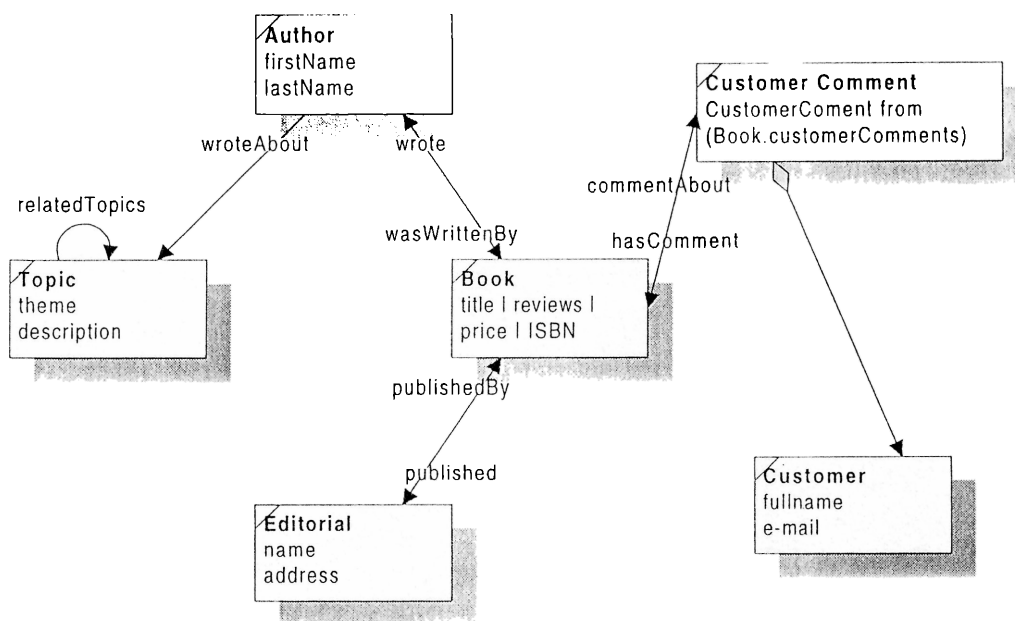 Author
firstName
lastName
Customer Comment
CustomerComent from
(Book.customerComments)
wroteAbout
wrote
commentAbout
relatedTopics
wasWrittenBy
hasComment
Topic
theme
description
Book
title | reviews |
price | ISBN
publishedBy
published
Editorial
name
address
Customer
fullname
e-mail